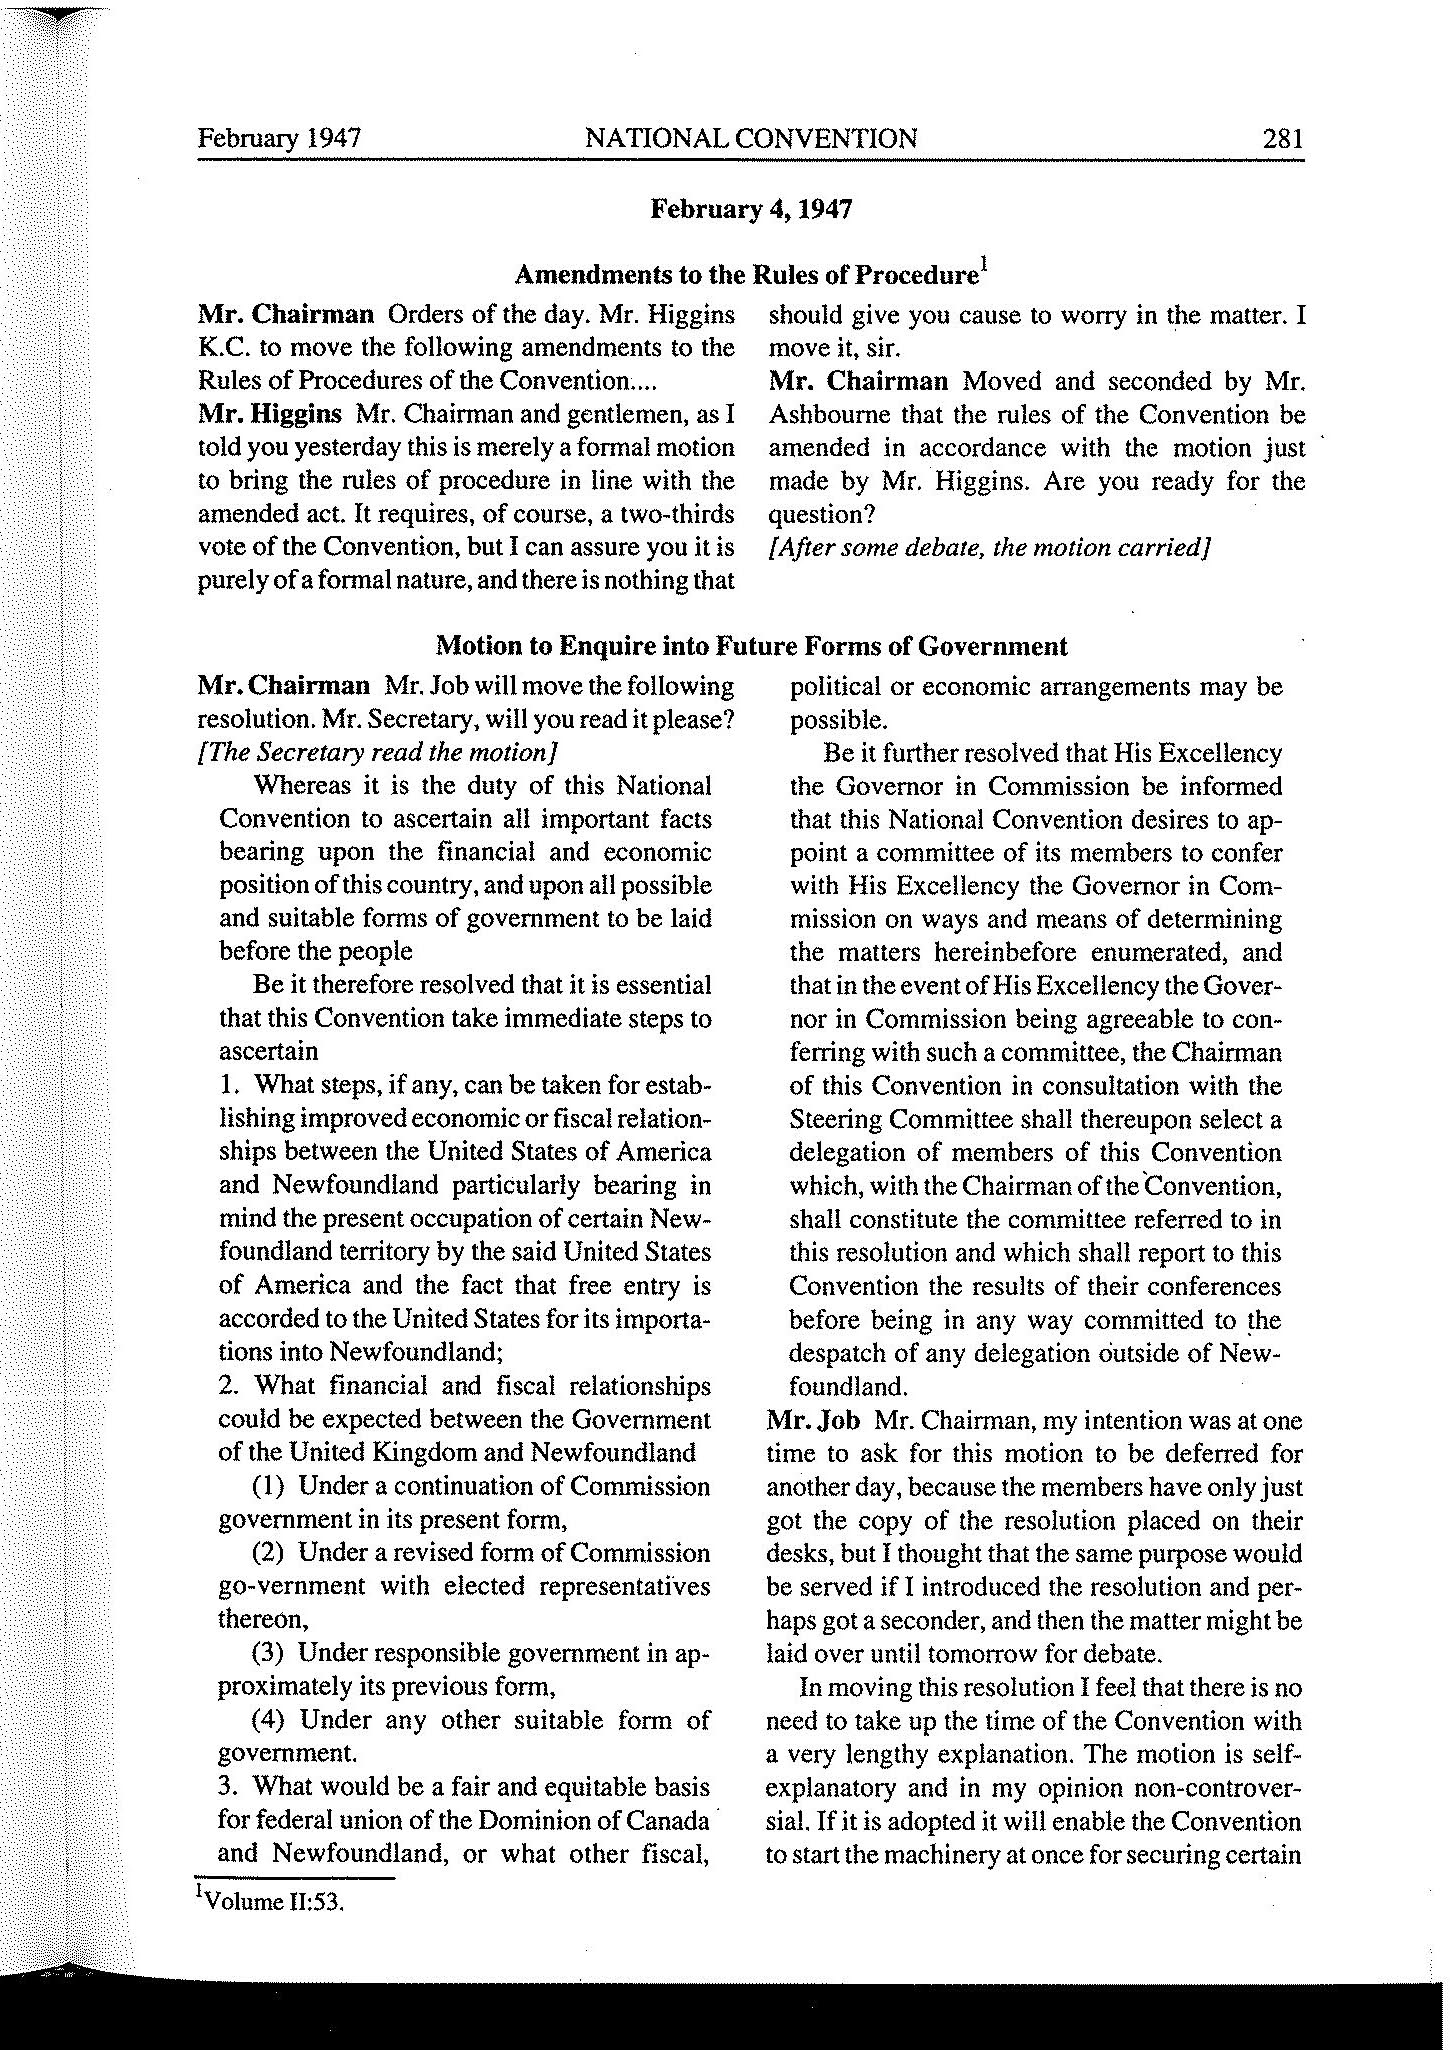 February 1947
NATIONAL CONVENTION
281
February 4, 1947
Amendments to the Rules of Procedure1
Mr. Chairman Orders of the day. Mr. Higgins
K.C. to move the following amendments to the
Rules of Procedures of the Convention....
Mr. Higgins Mr. Chairman and gentlemen, as I
told you yesterday this is merely a formal motion
to bring the rules of procedure in line with the
amended act. It requires, of course, a two-thirds
vote of the Convention, but I can assure you it is
purely of a formal nature, and there is nothing that
should give you cause to worry in the matter. I
move it, sir.
Mr. Chairman Moved and seconded by Mr.
Ashbourne that the rules of the Convention be
amended in accordance with the motion just
made by Mr. Higgins. Are you ready for the
question?
[After some debate, the motion carried]
Motion to Enquire into Future Forms of Government
Mr. Chairman Mr. Job will move the following
resolution. Mr. Secretary, will you read it please?
[The Secretary read the motion]
Whereas it is the duty of this National
Convention to ascertain all important facts
bearing upon the financial and economic
position of this country, and upon all possible
and suitable forms of government to be laid
before the people
Be it therefore resolved that it is essential
that this Convention take immediate steps to
ascertain
1. What steps, if any, can be taken for estab-
lishing improved economic or fiscal relation-
ships between the United States of America
and Newfoundland particularly bearing in
mind the present occupation of certain New-
foundland territory by the said United States
of America and the fact that free entry is
accorded to the United States for its importa-
tions into Newfoundland;
2. What financial and fiscal relationships
could be expected between the Government
of the United Kingdom and Newfoundland
(1) Under a continuation of Commission
government in its present form,
(2) Under a revised form of Commission
go-vernment with elected representatives
thereon,
(3) Under responsible government in ap-
proximately its previous form,
(4) Under any other suitable form of
government.
3. What would be a fair and equitable basis
for federal union of the Dominion of Canada
and Newfoundland, or what other fiscal,
political or economic arrangements may be
possible.
Be it further resolved that His Excellency
the Governor in Commission be informed
that this National Convention desires to ap-
point a committee of its members to confer
with His Excellency the Governor in Com-
mission on ways and means of determining
the matters hereinbefore enumerated, and
that in the event of His Excellency the Gover-
nor in Commission being agreeable to con-
ferring with such a committee, the Chairman
of this Convention in consultation with the
Steering Committee shall thereupon select a
delegation of members of this Convention
which, with the Chairman of the Convention,
shall constitute the committee referred to in
this resolution and which shall report to this
Convention the results of their conferences
before being in any way committed to the
despatch of any delegation outside of New-
foundland.
Mr. Job Mr. Chairman, my intention was at one
time to ask for this motion to be deferred for
another day, because the members have only just
got the copy of the resolution placed on their
desks, but I thought that the same purpose would
be served if I introduced the resolution and per-
haps got a seconder, and then the matter might be
laid over until tomorrow for debate.
In moving this resolution I feel that there is no
need to take up the time of the Convention with
a very lengthy explanation. The motion is self-
explanatory and in my opinion non-controver-
sial. If it is adopted it will enable the Convention
to start the machinery at once for securing certain
1Volume II:53.